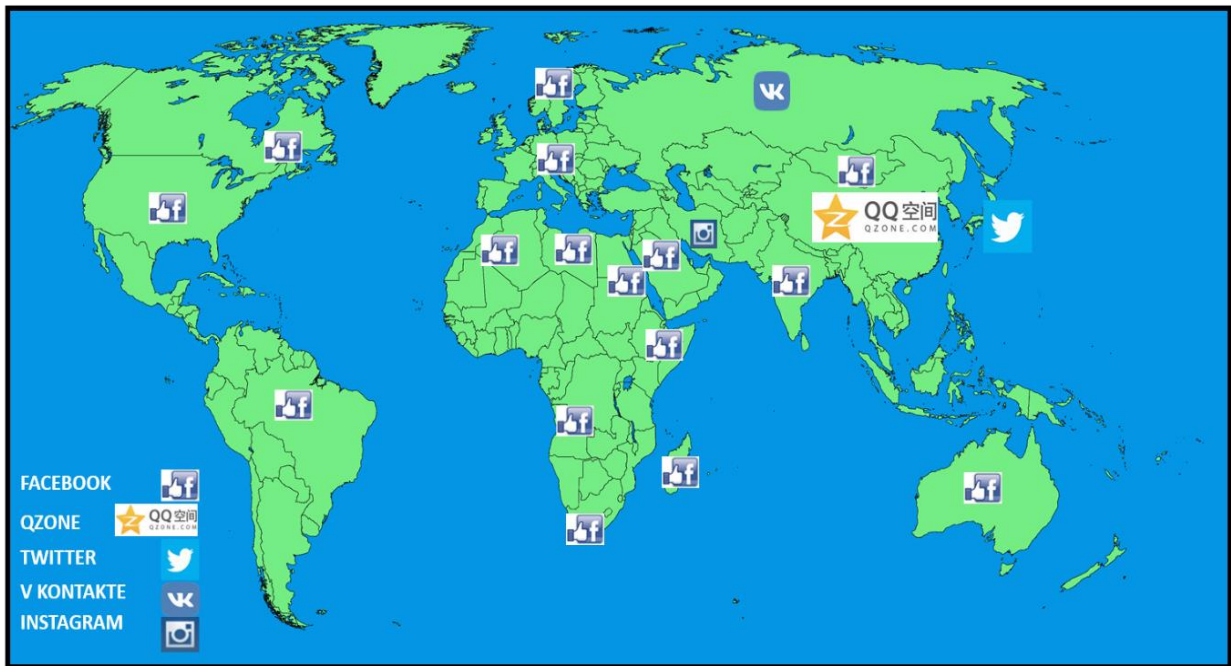 QQ空间
QZONE.COM
FACEBOOK
QZONE
QQ空间
QZONE.COM
TWITTER
V KONTAKTE
INSTAGRAM